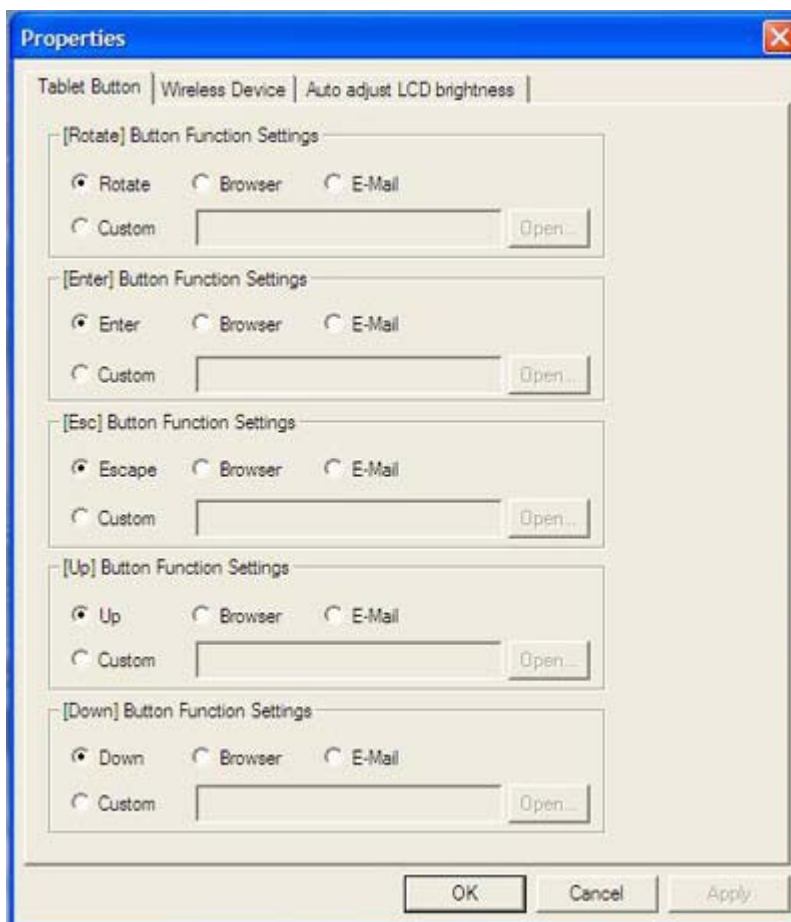 Properties
Tablet Button Wireless Device Auto adjust LCD brightness
[Rotate] Button Function Settings
Rotate Browser E-Mail
Custom Open...
[Enter] Button Function Settings
Enter Browser E-Mail
Custom Open...
[Esc] Button Function Settings
Escape Browser E-Mail
Custom Open...
[Up] Button Function Settings
Up Browser E-Mail
Custom Open...
[Down] Button Function Settings
Down Browser E-Mail
Custom Open...
OK Cancel Apply